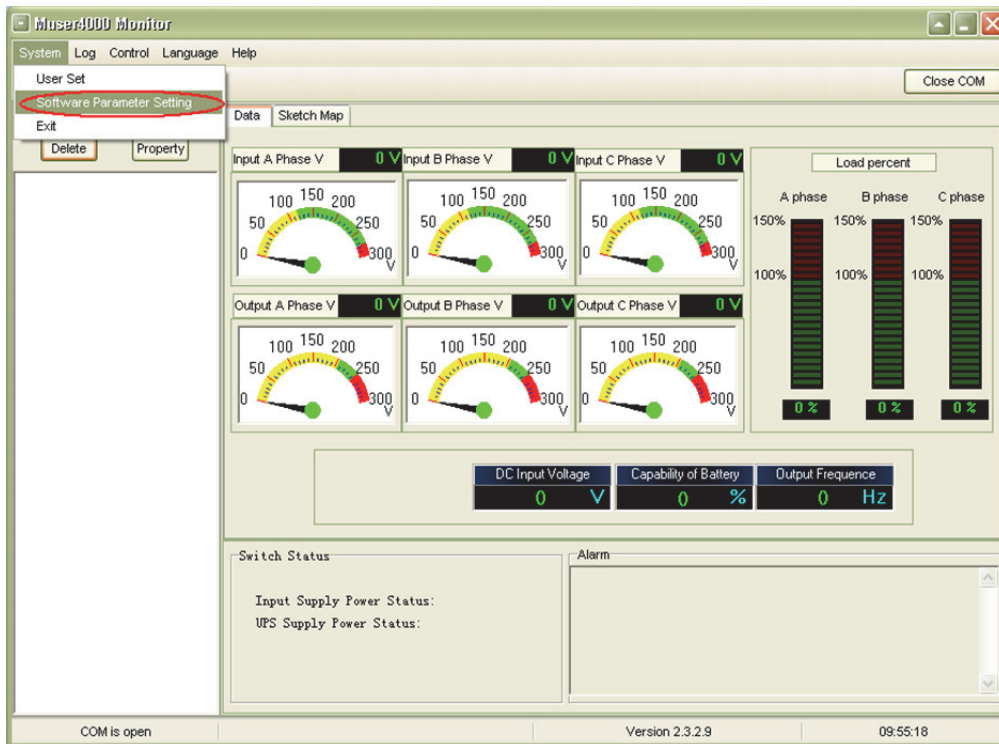 Muser4000 Monitor
System Log Control Language Help
User Set
Software Parameter Setting
Exit
Close COM
Delete Property
Data Sketch Map
Input A Phase V 0 V Input B Phase V 0 V Input C Phase V 0 V
0 50 100 150 200 250 300 V
0 50 100 150 200 250 300 V
0 50 100 150 200 250 300 V
Output A Phase V 0 V Output B Phase V 0 V Output C Phase V 0 V
0 50 100 150 200 250 300 V
0 50 100 150 200 250 300 V
0 50 100 150 200 250 300 V
Load percent
A phase B phase C phase
150% 150% 150%
100% 100% 100%
0 % 0 % 0 %
DC Input Voltage Capability of Battery Output Frequence
0 V 0 % 0 Hz
Switch Status
Input Supply Power Status:
UPS Supply Power Status:
Alarm
COM is open Version 2.3.2.9 09:55:18